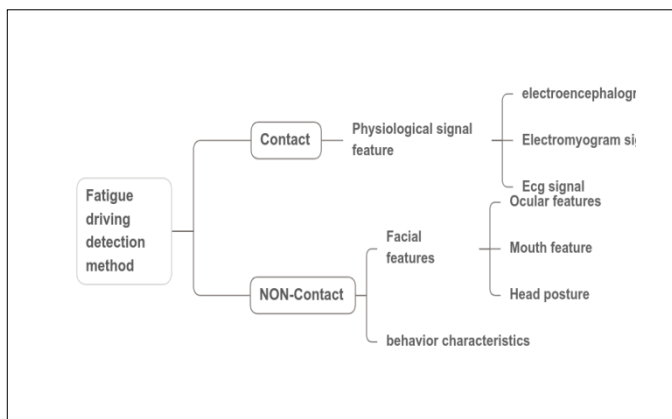 Fatigue
driving
detection
method
Contact
Physiological signal
feature
electroencephalogr
Electromyogram sig
Ecg signal
NON-Contact
Facial
features
Ocular features
Mouth feature
Head posture
behavior characteristics